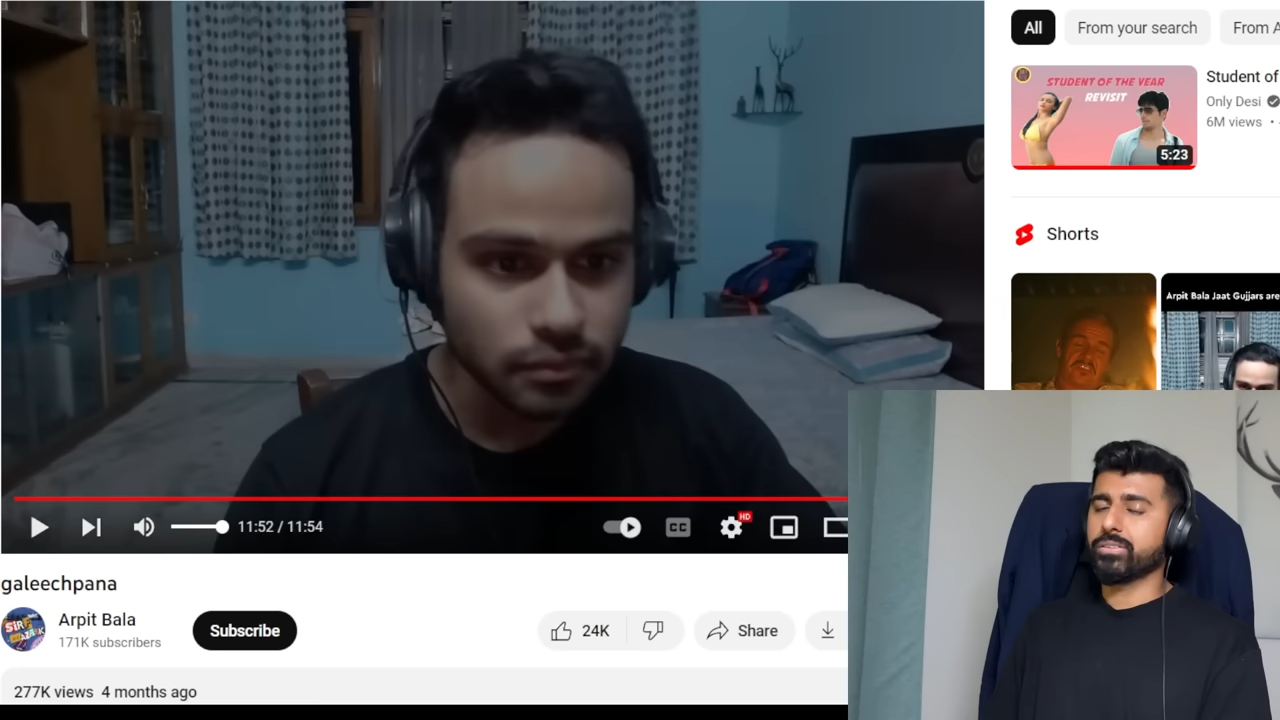 All
From your search
From A
STUDENT OF THE YEAR
REVISIT
5:23
Student of
Only Desi
6M views •
Shorts
Arpit Bala Jaat Gujjars are
HD
CC
11:52 / 11:54
galeechpana
Arpit Bala
171K subscribers
Subscribe
24K
Share
277K views 4 months ago